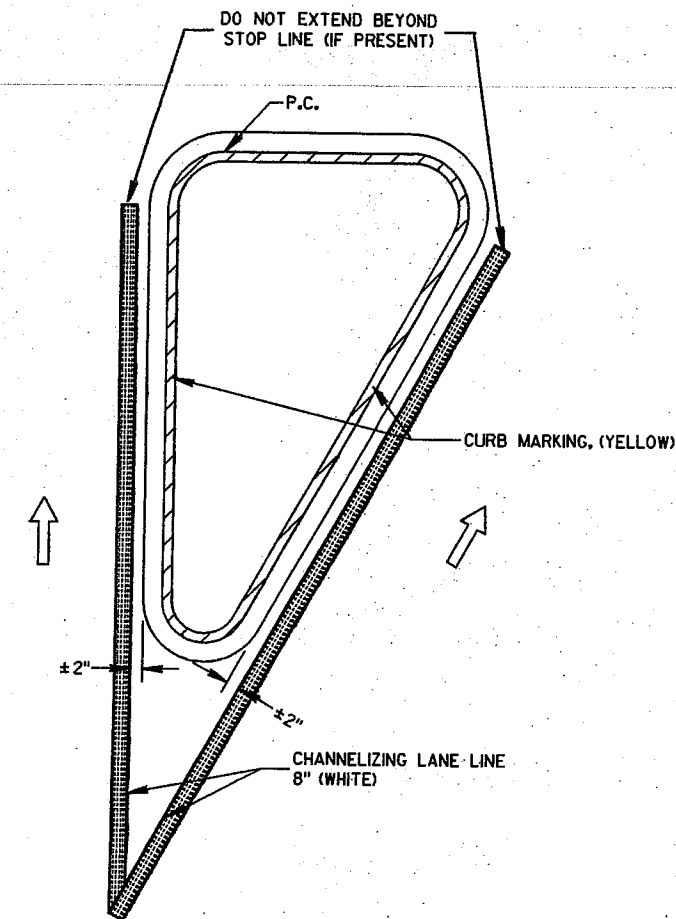 DO NOT EXTEND BEYOND
STOP LINE (IF PRESENT)
P.C.
CURB MARKING, (YELLOW)
±2"
±2"
CHANNELIZING LANE LINE
8" (WHITE)